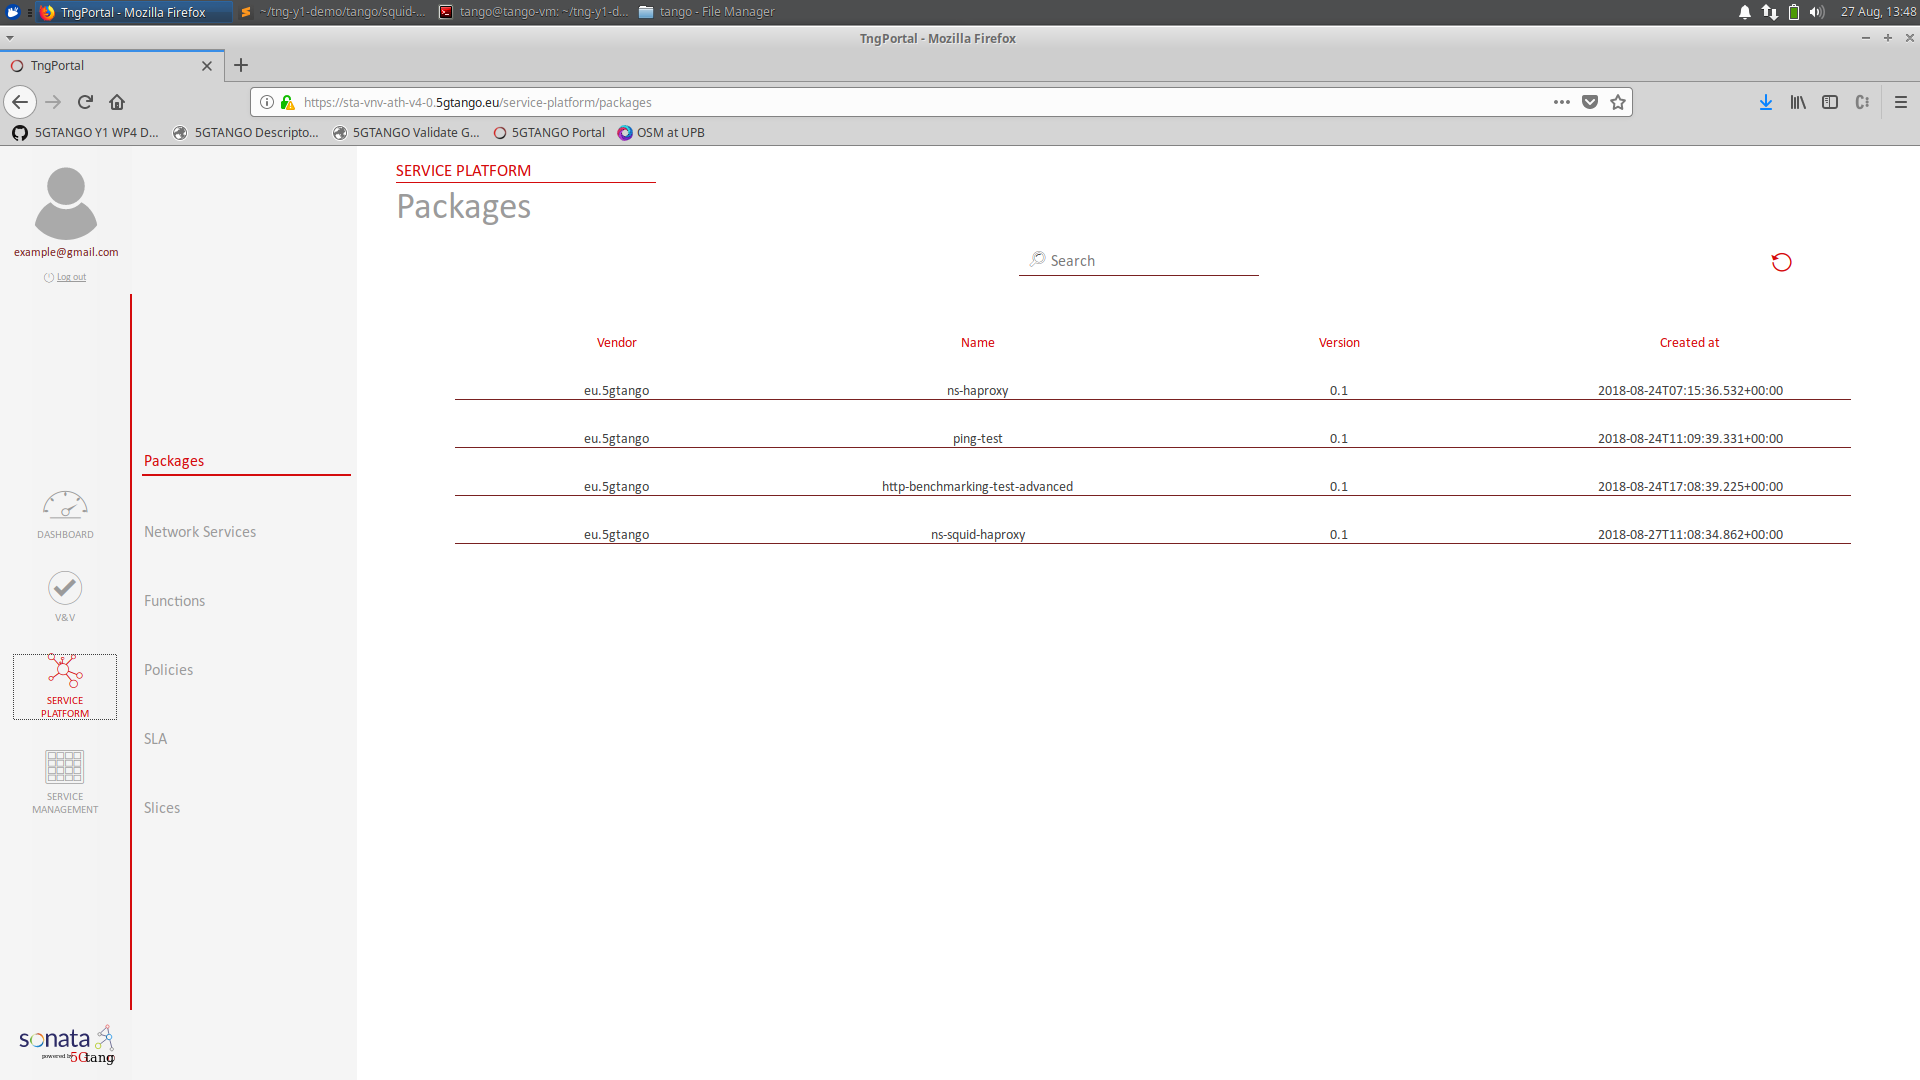 TngPortal - Mozilla Firefox
~/tng-y1-demo/tango/squid-...
tango@tango-vm: ~/tng-y1-d...
tango - File Manager
27 Aug, 13:48
TngPortal - Mozilla Firefox
TngPortal
https://sta-vnv-ath-v4-0.5gtango.eu/service-platform/packages
5GTANGO Y1 WP4 D...
5GTANGO Descripto...
5GTANGO Validate G...
5GTANGO Portal
OSM at UPB
example@gmail.com
Log out
DASHBOARD
V&V
SERVICE
PLATFORM
SERVICE
MANAGEMENT
sonata
powered by 5Gtango
Packages
Network Services
Functions
Policies
SLA
Slices
SERVICE PLATFORM
Packages
Search
Vendor Name Version Created at
eu.5gtango ns-haproxy 0.1 2018-08-24T07:15:36.532+00:00
eu.5gtango ping-test 0.1 2018-08-24T11:09:39.331+00:00
eu.5gtango http-benchmarking-test-advanced 0.1 2018-08-24T17:08:39.225+00:00
eu.5gtango ns-squid-haproxy 0.1 2018-08-27T11:08:34.862+00:00